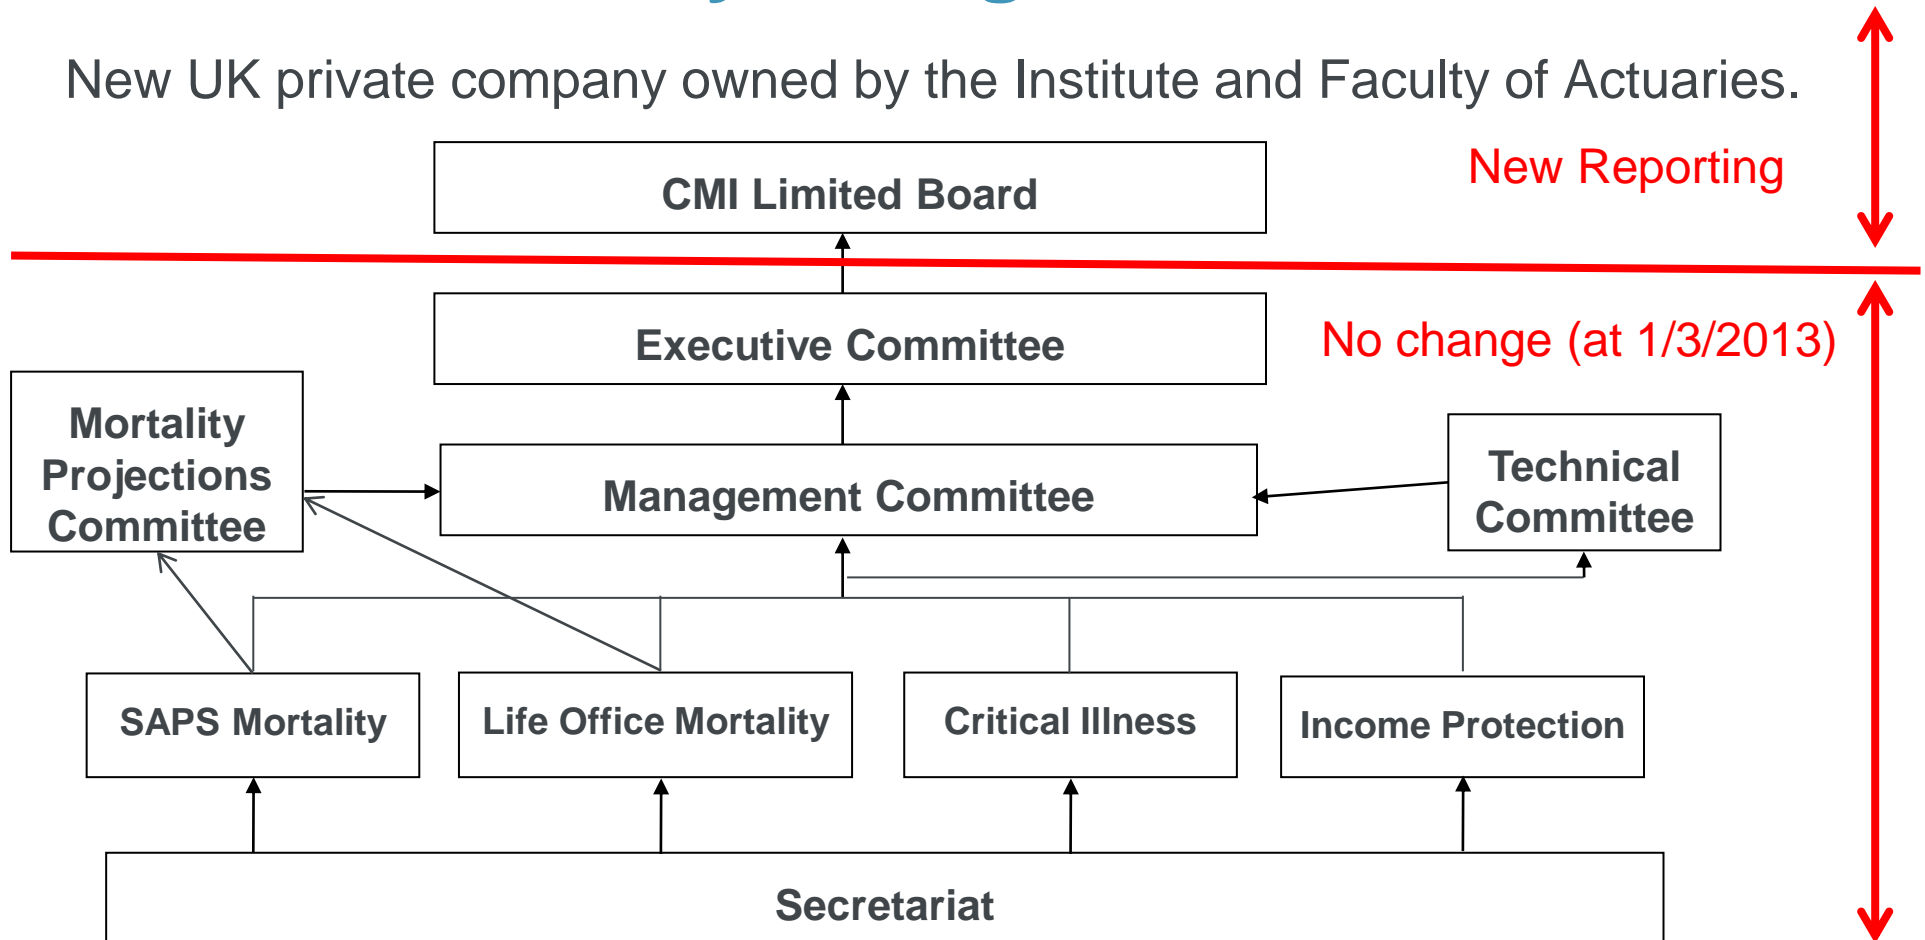 New UK private company owned by the Institute and Faculty of Actuaries.
CMI Limited Board
New Reporting
Executive Committee
No change (at 1/3/2013)
Mortality
Projections
Committee
Management Committee
Technical
Committee
SAPS Mortality
Life Office Mortality
Critical Illness
Income Protection
Secretariat